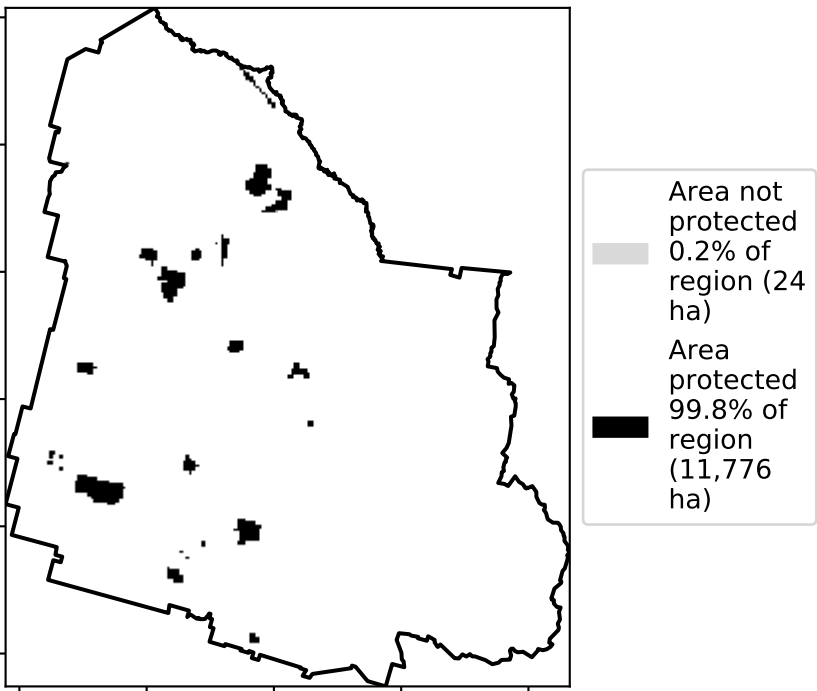 Area not
protected
0.2% of
region (24
ha)
Area
protected
99.8% of
region
(11,776
ha)